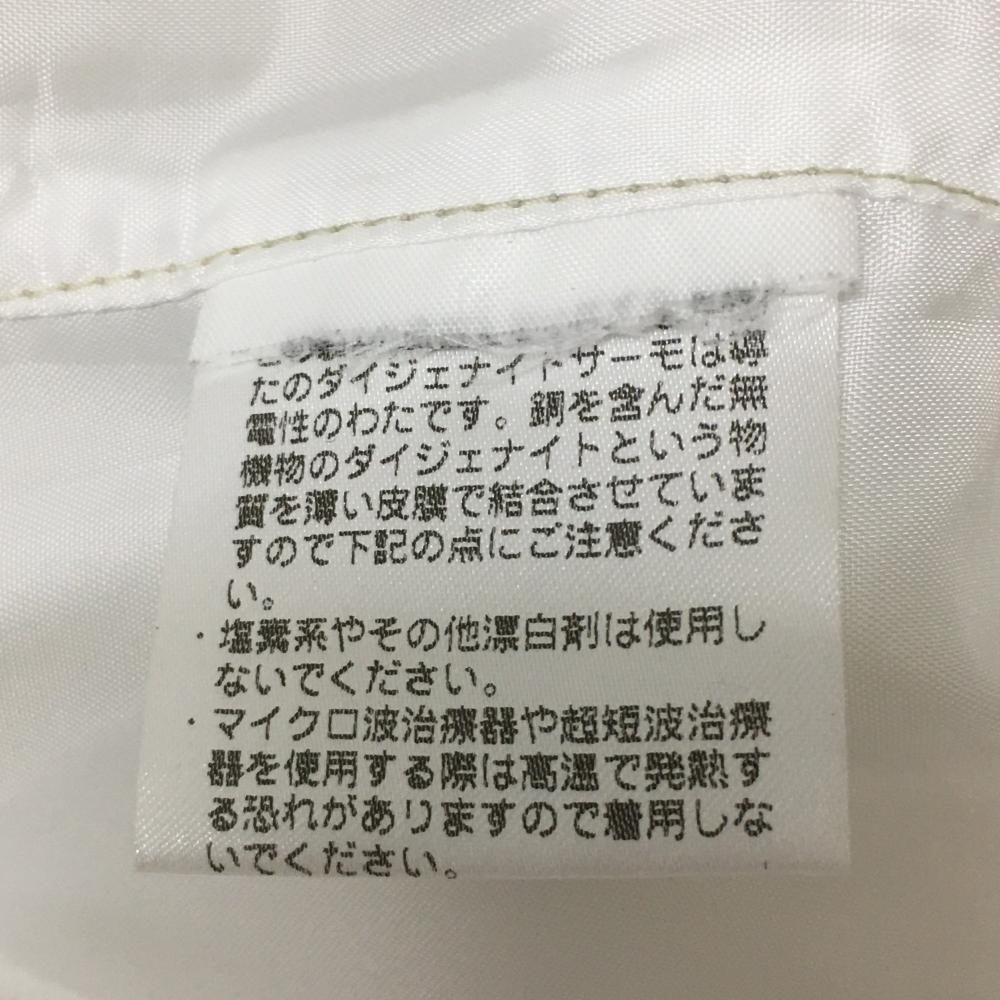 たのダイジェナイトサーモは導
電性のわたです。銅を含んだ無
機物のダイジェナイトという物
質を薄い皮膜で結合させていま
すので下記の点にご注意くださ
い。
・塩素系やその他漂白剤は使用し
ないでください。
・マイクロ波治療器や超短波治療
器を使用する際は高温で発熱す
る恐れがありますので着用しな
いでください。